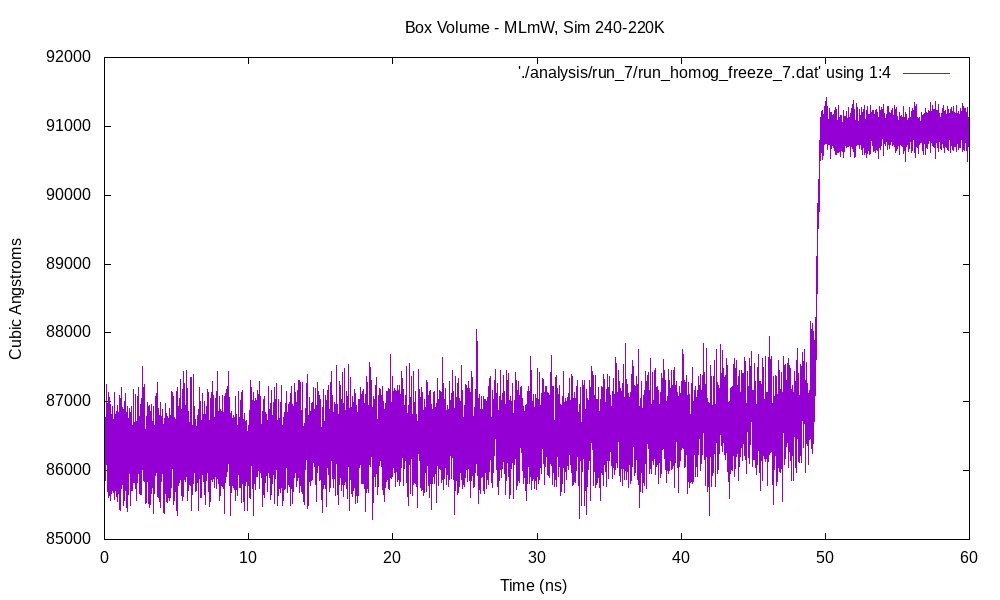 Box Volume - MLmW, Sim 240-220K
'./analysis/run_7/run_homog_freeze_7.dat' using 1:4
92000
91000
90000
89000
88000
87000
86000
85000
Cubic Angstroms
0 10 20 30 40 50 60
Time (ns)